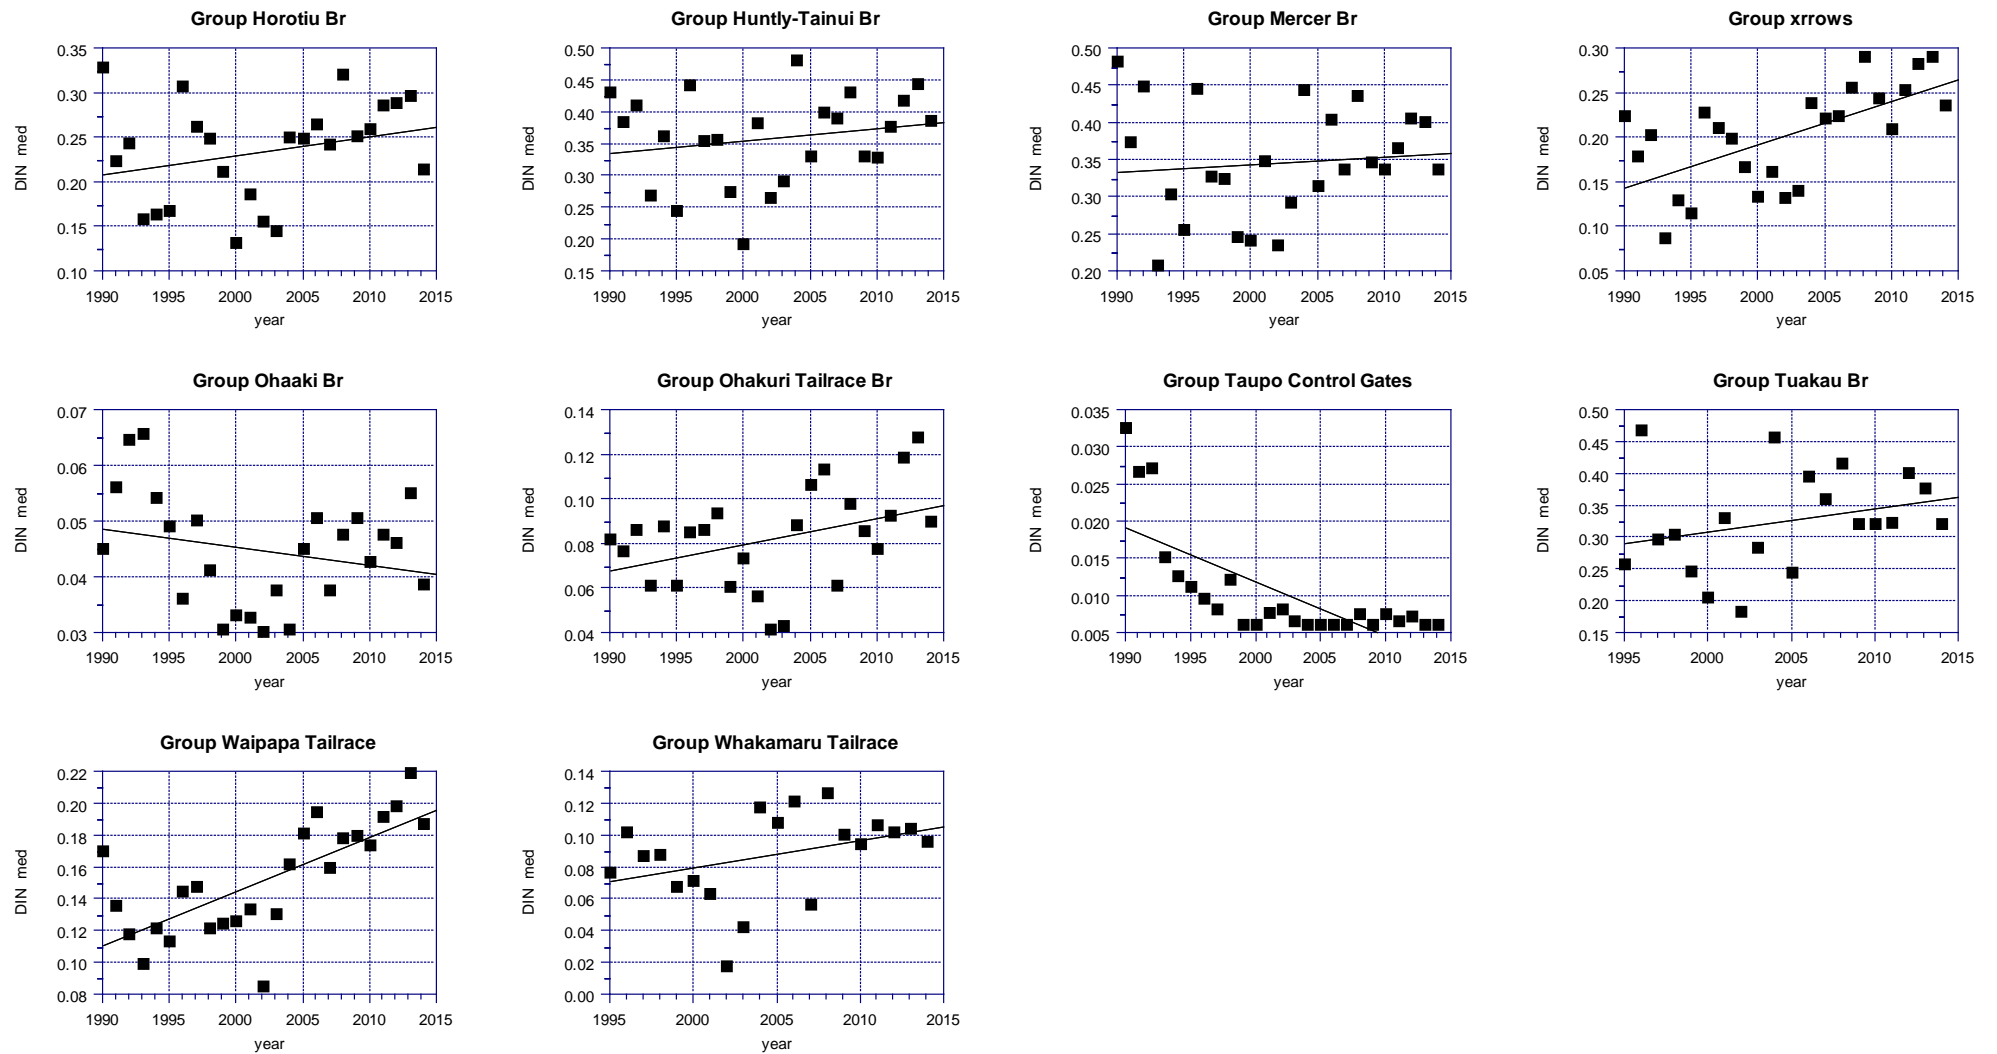 Group Horotiu Br
0.35
0.30
0.25
0.20
0.15
0.10
DIN med
1990 1995 2000 2005 2010 2015
year
Group Huntly-Tainui Br
0.50
0.45
0.40
0.35
0.30
0.25
0.20
0.15
DIN med
1990 1995 2000 2005 2010 2015
year
Group Mercer Br
0.50
0.45
0.40
0.35
0.30
0.25
0.20
DIN med
1990 1995 2000 2005 2010 2015
year
Group xrrows
0.30
0.25
0.20
0.15
0.10
0.05
DIN med
1990 1995 2000 2005 2010 2015
year
Group Ohaaki Br
0.07
0.06
0.05
0.04
0.03
DIN med
1990 1995 2000 2005 2010 2015
year
Group Ohakuri Tailrace Br
0.14
0.12
0.10
0.08
0.06
0.04
DIN med
1990 1995 2000 2005 2010 2015
year
Group Taupo Control Gates
0.035
0.030
0.025
0.020
0.015
0.010
0.005
DIN med
1990 1995 2000 2005 2010 2015
year
Group Tuakau Br
0.50
0.45
0.40
0.35
0.30
0.25
0.20
0.15
DIN med
1995 2000 2005 2010 2015
year
Group Waipapa Tailrace
0.22
0.20
0.18
0.16
0.14
0.12
0.10
0.08
DIN med
1990 1995 2000 2005 2010 2015
year
Group Whakamaru Tailrace
0.14
0.12
0.10
0.08
0.06
0.04
0.02
0.00
DIN med
1995 2000 2005 2010 2015
year